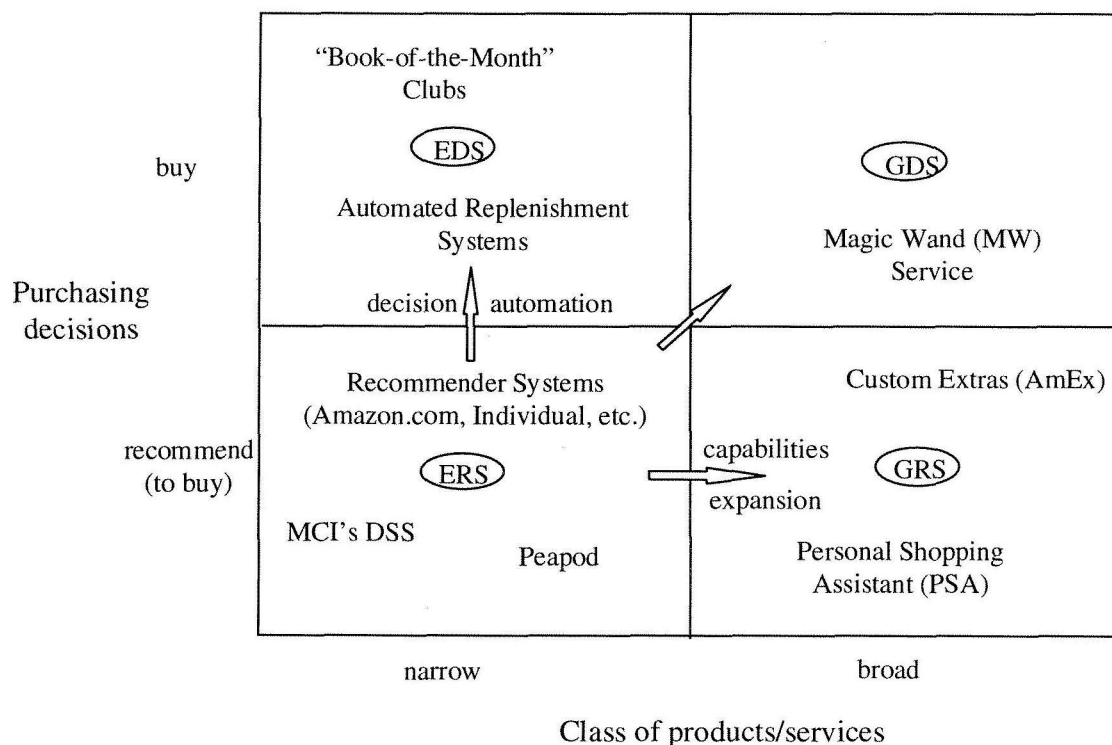 “Book-of-the-Month”
Clubs
EDS
Automated Replenishment
Systems
decision automation
GDS
Magic Wand (MW)
Service
buy
Purchasing
decisions
recommend
(to buy)
Recommender Systems
(Amazon.com, Individual, etc.)
ERS
MCI’s DSS
Peapod
capabilities
expansion
Custom Extras (AmEx)
GRS
Personal Shopping
Assistant (PSA)
narrow
broad
Class of products/services